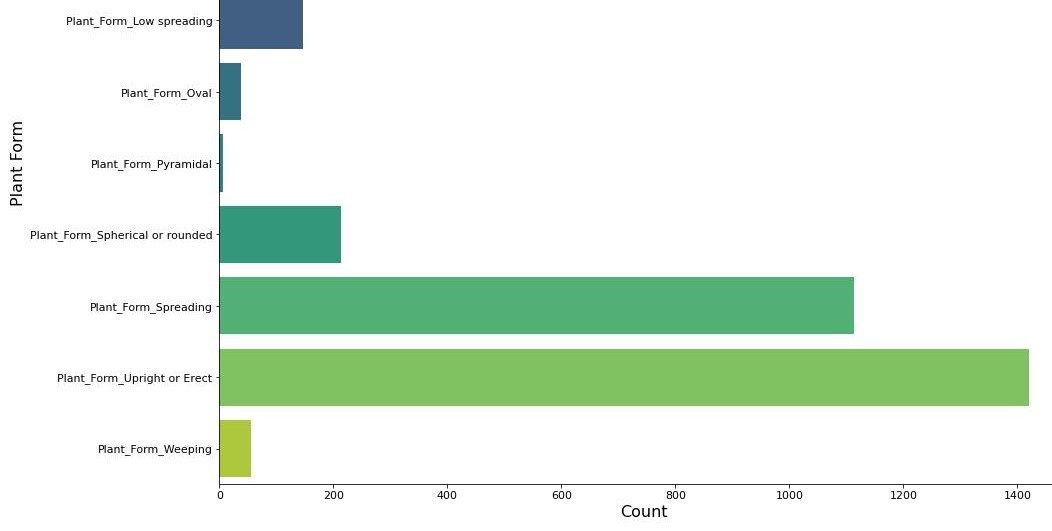 Plant_Form_Low spreading
Plant_Form_Oval
Plant_Form_Pyramidal
Plant_Form_Spherical or rounded
Plant_Form_Spreading
Plant_Form_Upright or Erect
Plant_Form_Weeping
Plant Form
0 200 400 600 800 1000 1200 1400
Count